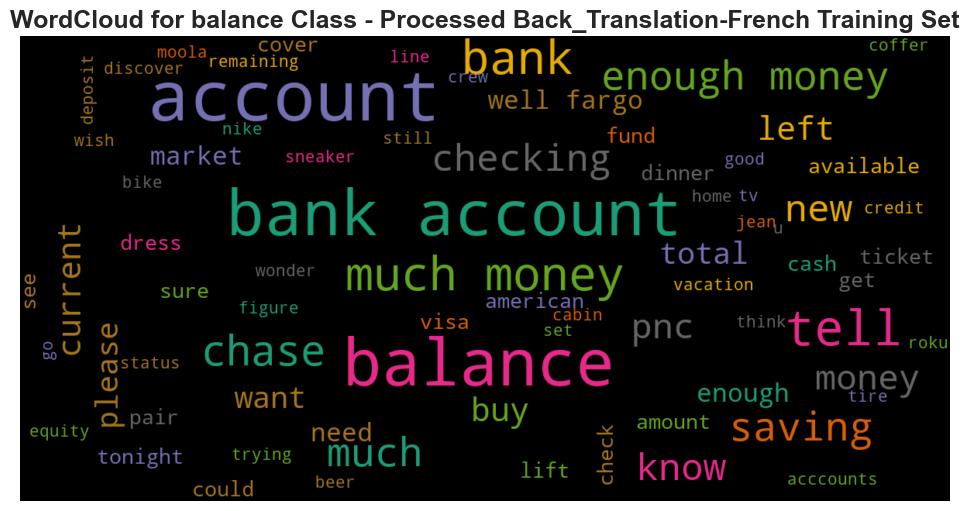 WordCloud for balance Class - Processed Back_Translation-French Training Set
moola
cover
line
bank
coffer
discover
remaining
crew
enough money
deposit
account
well fargo
wish
nike
still
fund
left
market
sneaker
checking
good
available
bike
dinner
home
tv
new
credit
bank account
jean
u
dress
total
ticket
current
wonder
much money
cash
see
sure
vacation
get
figure
american
cabin
visa
set
pnc
think
tell
go
please
status
chase
balance
roku
money
want
buy
enough
tire
pair
equity
need
amount
saving
tonight
trying
much
check
know
lift
acccounts
could
beer